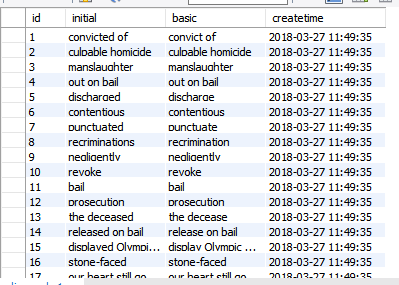 id initial basic createtime
1 convicted of convict of 2018-03-27 11:49:35
2 culpable homicide culpable homicide 2018-03-27 11:49:35
3 manslaughter manslaughter 2018-03-27 11:49:35
4 out on bail out on bail 2018-03-27 11:49:35
5 discharged discharge 2018-03-27 11:49:35
6 contentious contentious 2018-03-27 11:49:35
7 punctuated punctuate 2018-03-27 11:49:35
8 recriminations recrimination 2018-03-27 11:49:35
9 negligently negligently 2018-03-27 11:49:35
10 revoke revoke 2018-03-27 11:49:35
11 bail bail 2018-03-27 11:49:35
12 prosecution prosecution 2018-03-27 11:49:35
13 the deceased the decease 2018-03-27 11:49:35
14 released on bail release on bail 2018-03-27 11:49:35
15 displayed Olympi... display Olympic ... 2018-03-27 11:49:35
16 stone-faced stone-faced 2018-03-27 11:49:35
17 our heart still go... our heart still go ... 2018-03-27 11:49:35